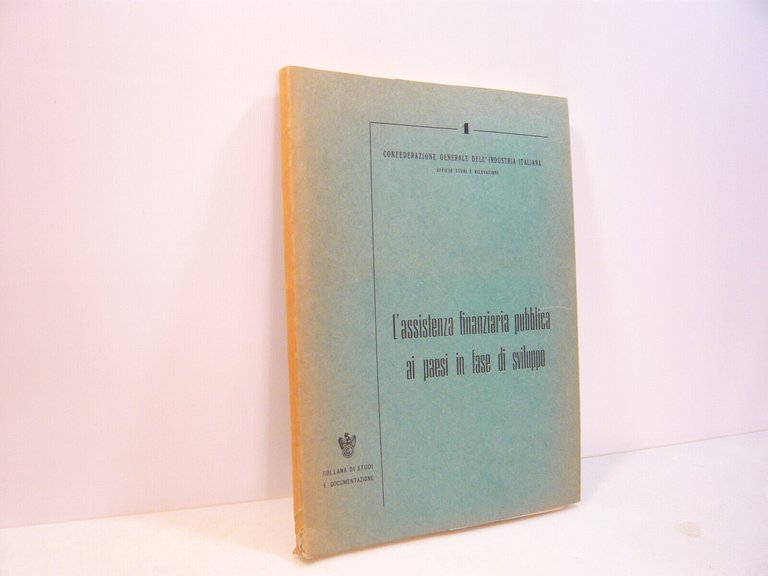 1
CONFEDERAZIONE GENERALE DELL'INDUSTRIA ITALIANA
UFFICIO STUDI E RILEVAZIONI
L'assistenza finanziaria pubblica
ai paesi in fase di sviluppo
COLLANA DI STUDI
E DOCUMENTAZIONE